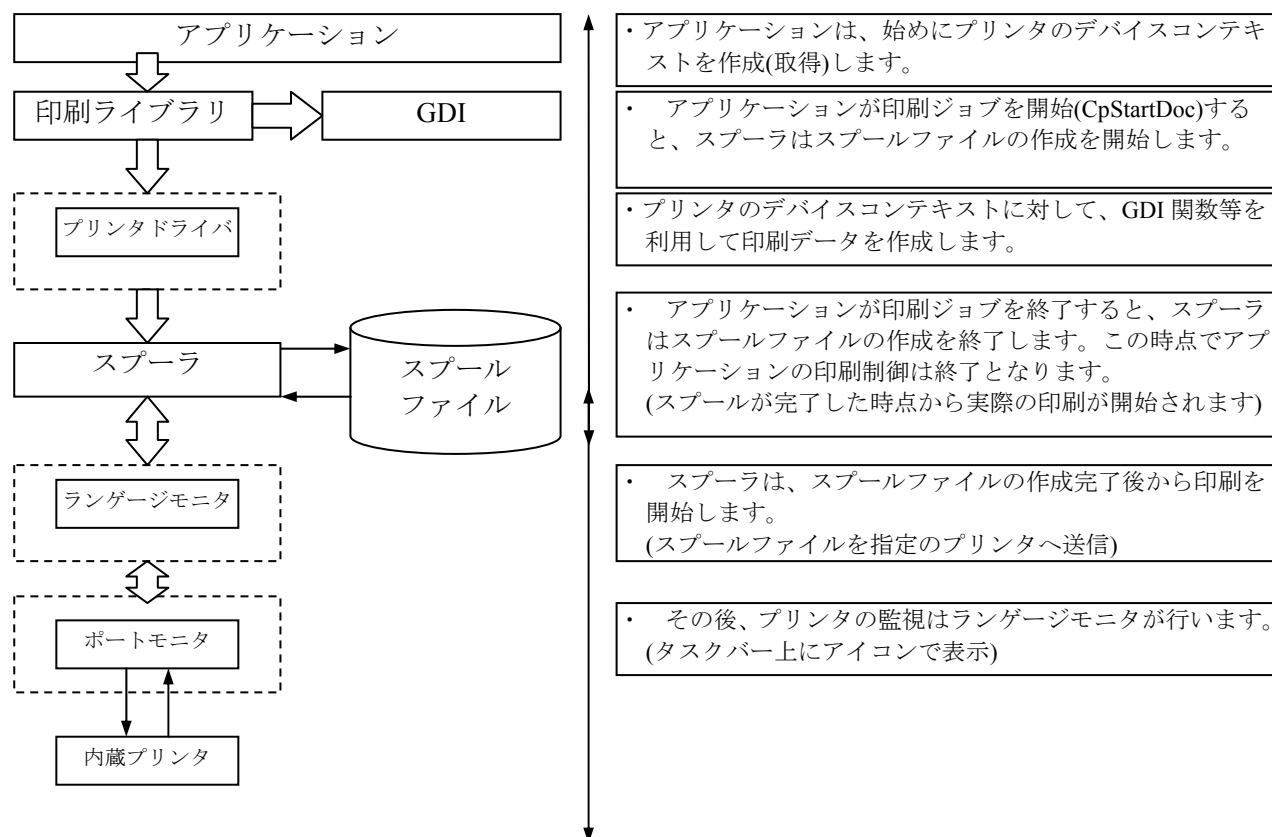 アプリケーション
印刷ライブラリ
GDI
プリンタドライバ
スプーラ
スプール
ファイル
ランゲージモニタ
ポートモニタ
内蔵プリンタ
・アプリケーションは、始めにプリンタのデバイスコンテキ
ストを作成(取得)します。
・ アプリケーションが印刷ジョブを開始(CpStartDoc)する
と、スプーラはスプールファイルの作成を開始します。
・プリンタのデバイスコンテキストに対して、GDI 関数等を
利用して印刷データを作成します。
・ アプリケーションが印刷ジョブを終了すると、スプーラ
はスプールファイルの作成を終了します。この時点でアプ
リケーションの印刷制御は終了となります。
(スプールが完了した時点から実際の印刷が開始されます)
・ スプーラは、スプールファイルの作成完了後から印刷を
開始します。
(スプールファイルを指定のプリンタへ送信)
・ その後、プリンタの監視はランゲージモニタが行います。
(タスクバー上にアイコンで表示)